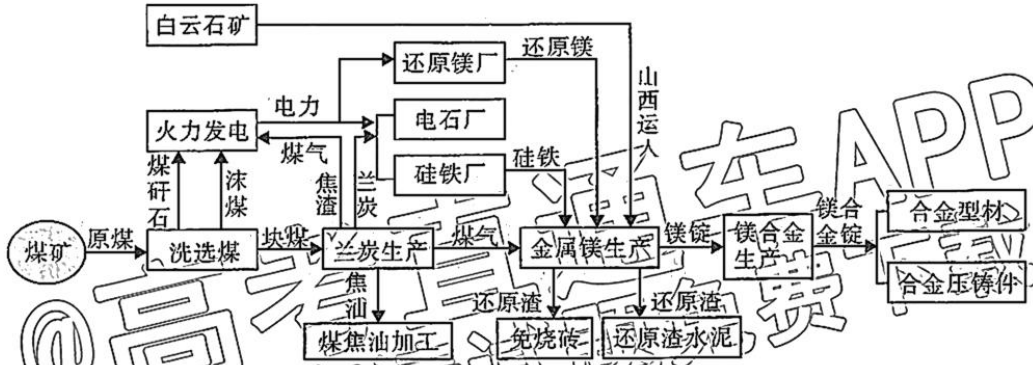 白云石矿
还原镁厂
还原镁
电力
火力发电
电石厂
山西运人
煤气
煤矸石
沫煤
焦渣
兰炭
硅铁厂
硅铁
煤矿
原煤
洗选煤
块煤
兰炭生产
煤气
金属镁生产
镁锭
镁合金生产
镁合金锭
合金型材
合金压铸件
焦油
还原渣
还原渣
煤焦油加工
免烧砖
还原渣水泥